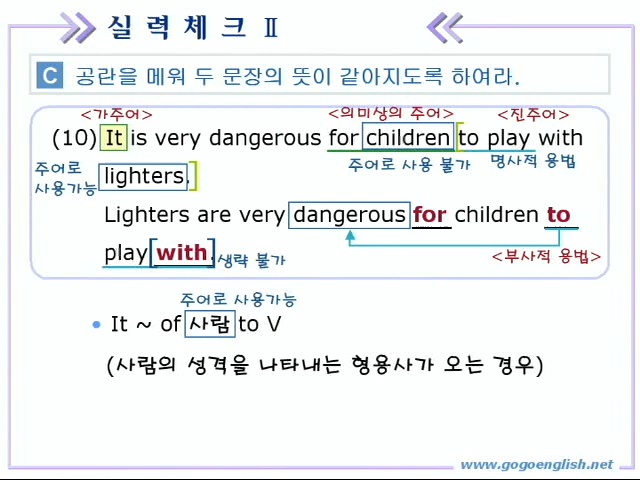 실 력 체 크 Ⅱ
C 공란을 메워 두 문장의 뜻이 같아지도록 하여라.
<가주어> <의미상의 주어> <진주어>
(10) It is very dangerous for children to play with
주어로 사용가능 주어로 사용 불가 명사적 용법
lighters.
Lighters are very dangerous for children to
play with. 생략 불가 <부사적 용법>
주어로 사용가능
• It ~ of 사람 to V
(사람의 성격을 나타내는 형용사가 오는 경우)
www.gogoenglish.net